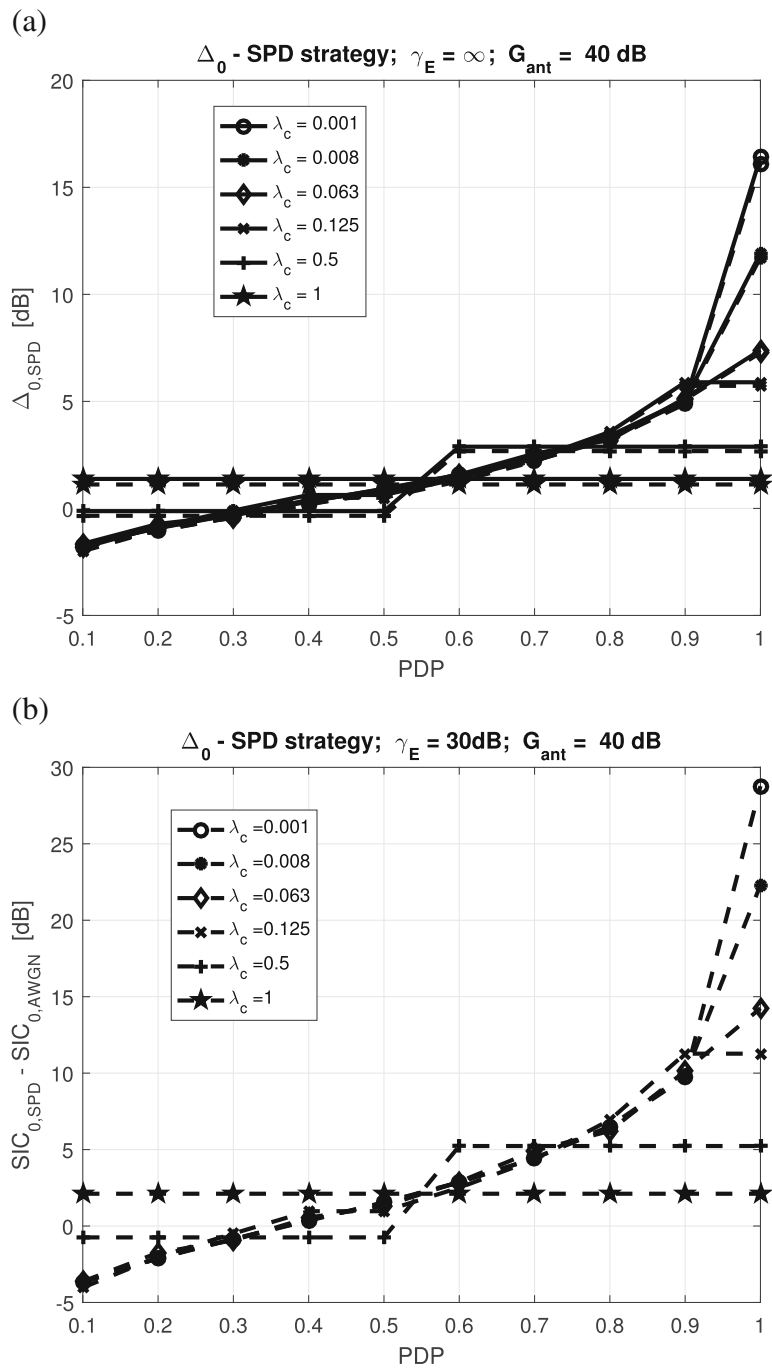 (a)
Δ0 - SPD strategy; γE = ∞; Gant = 40 dB
20
15
10
5
0
-5
Δ0,SPD [dB]
λc = 0.001
λc = 0.008
λc = 0.063
λc = 0.125
λc = 0.5
λc = 1
0.1 0.2 0.3 0.4 0.5 0.6 0.7 0.8 0.9 1
PDP
(b)
Δ0 - SPD strategy; γE = 30dB; Gant = 40 dB
30
25
20
15
10
5
0
-5
SIC0,SPD - SIC0,AWGN [dB]
λc =0.001
λc =0.008
λc =0.063
λc =0.125
λc =0.5
λc =1
0.1 0.2 0.3 0.4 0.5 0.6 0.7 0.8 0.9 1
PDP